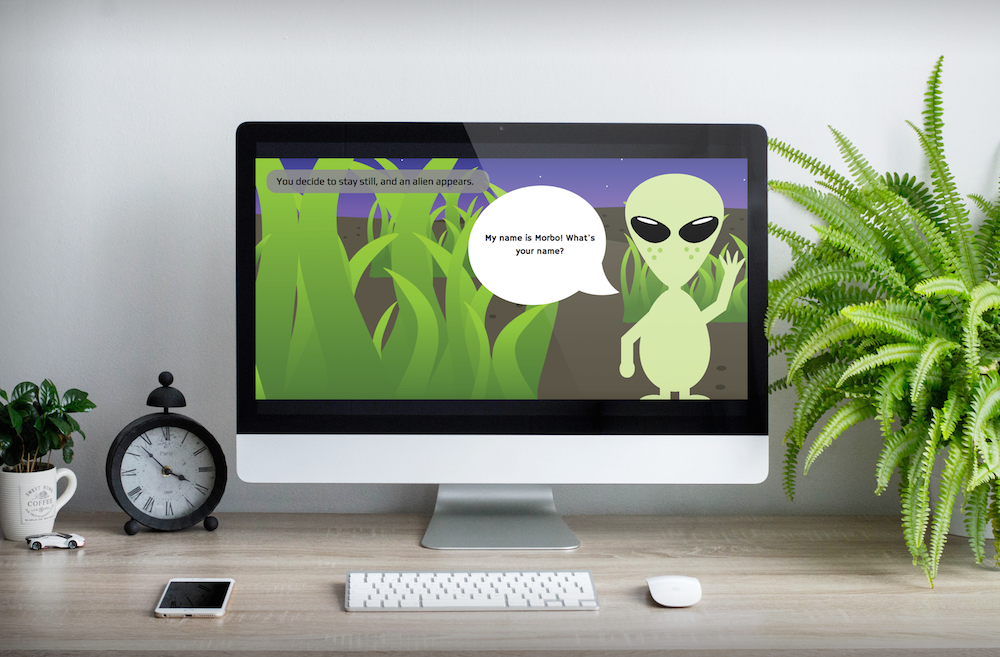 You decide to stay still, and an alien appears.
My name is Morbo! What's
your name?
COFFEE